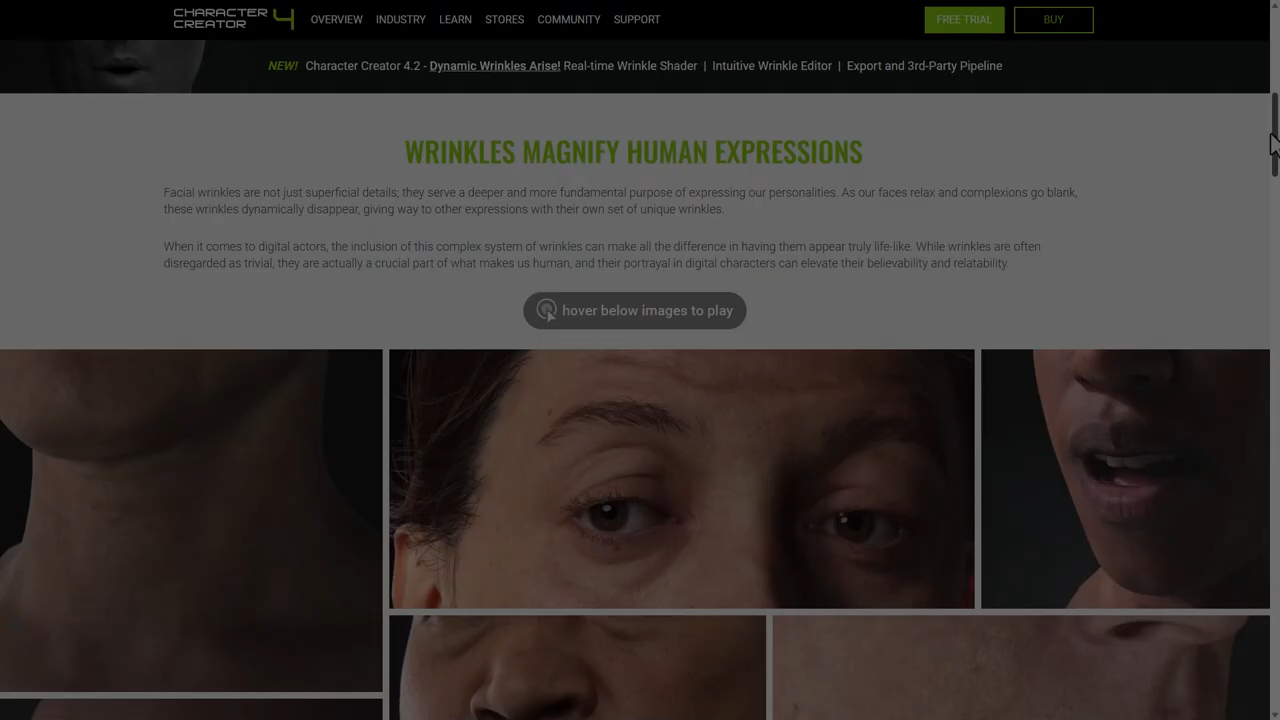 CHARACTER
CREATOR 4
OVERVIEW INDUSTRY LEARN STORES COMMUNITY SUPPORT
FREE TRIAL BUY
NEW! Character Creator 4.2 - Dynamic Wrinkles Arise! Real-time Wrinkle Shader | Intuitive Wrinkle Editor | Export and 3rd-Party Pipeline
WRINKLES MAGNIFY HUMAN EXPRESSIONS
Facial wrinkles are not just superficial details; they serve a deeper and more fundamental purpose of expressing our personalities. As our faces relax and complexions go blank,
these wrinkles dynamically disappear, giving way to other expressions with their own set of unique wrinkles.
When it comes to digital actors, the inclusion of this complex system of wrinkles can make all the difference in having them appear truly life-like. While wrinkles are often
disregarded as trivial, they are actually a crucial part of what makes us human, and their portrayal in digital characters can elevate their believability and relatability.
hover below images to play